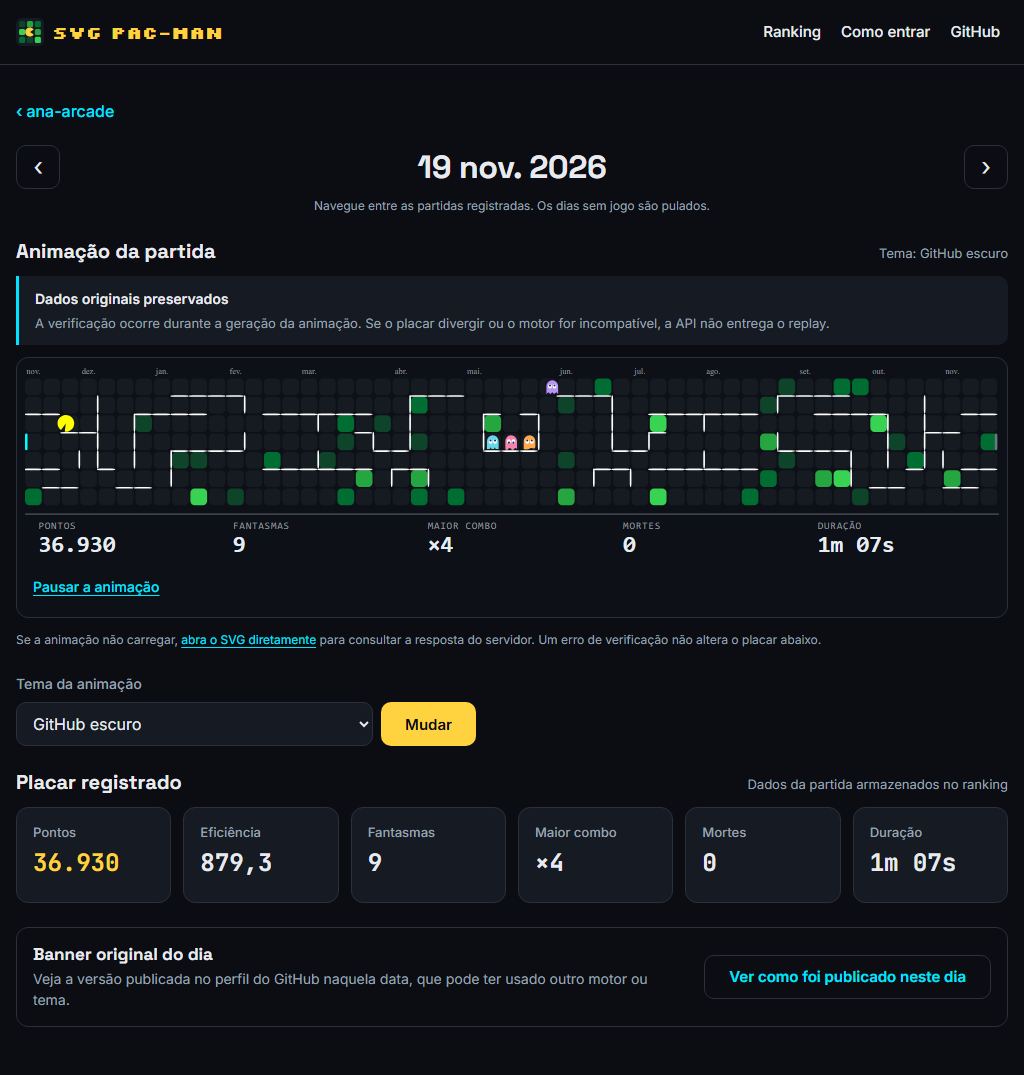 SVG PAC-MAN
Ranking Como entrar GitHub
‹ ana-arcade
‹ 19 nov. 2026 ›
Navegue entre as partidas registradas. Os dias sem jogo são pulados.
Animação da partida Tema: GitHub escuro
Dados originais preservados
A verificação ocorre durante a geração da animação. Se o placar divergir ou o motor for incompatível, a API não entrega o replay.
nov. dez. jan. fev. mar. abr. mai. jun. jul. ago. set. out. nov.
PONTOS FANTASMAS MAIOR COMBO MORTES DURAÇÃO
36.930 9 ×4 0 1m 07s
Pausar a animação
Se a animação não carregar, abra o SVG diretamente para consultar a resposta do servidor. Um erro de verificação não altera o placar abaixo.
Tema da animação
GitHub escuro Mudar
Placar registrado Dados da partida armazenados no ranking
Pontos Eficiência Fantasmas Maior combo Mortes Duração
36.930 879,3 9 ×4 0 1m 07s
Banner original do dia
Veja a versão publicada no perfil do GitHub naquela data, que pode ter usado outro motor ou
tema.
Ver como foi publicado neste dia